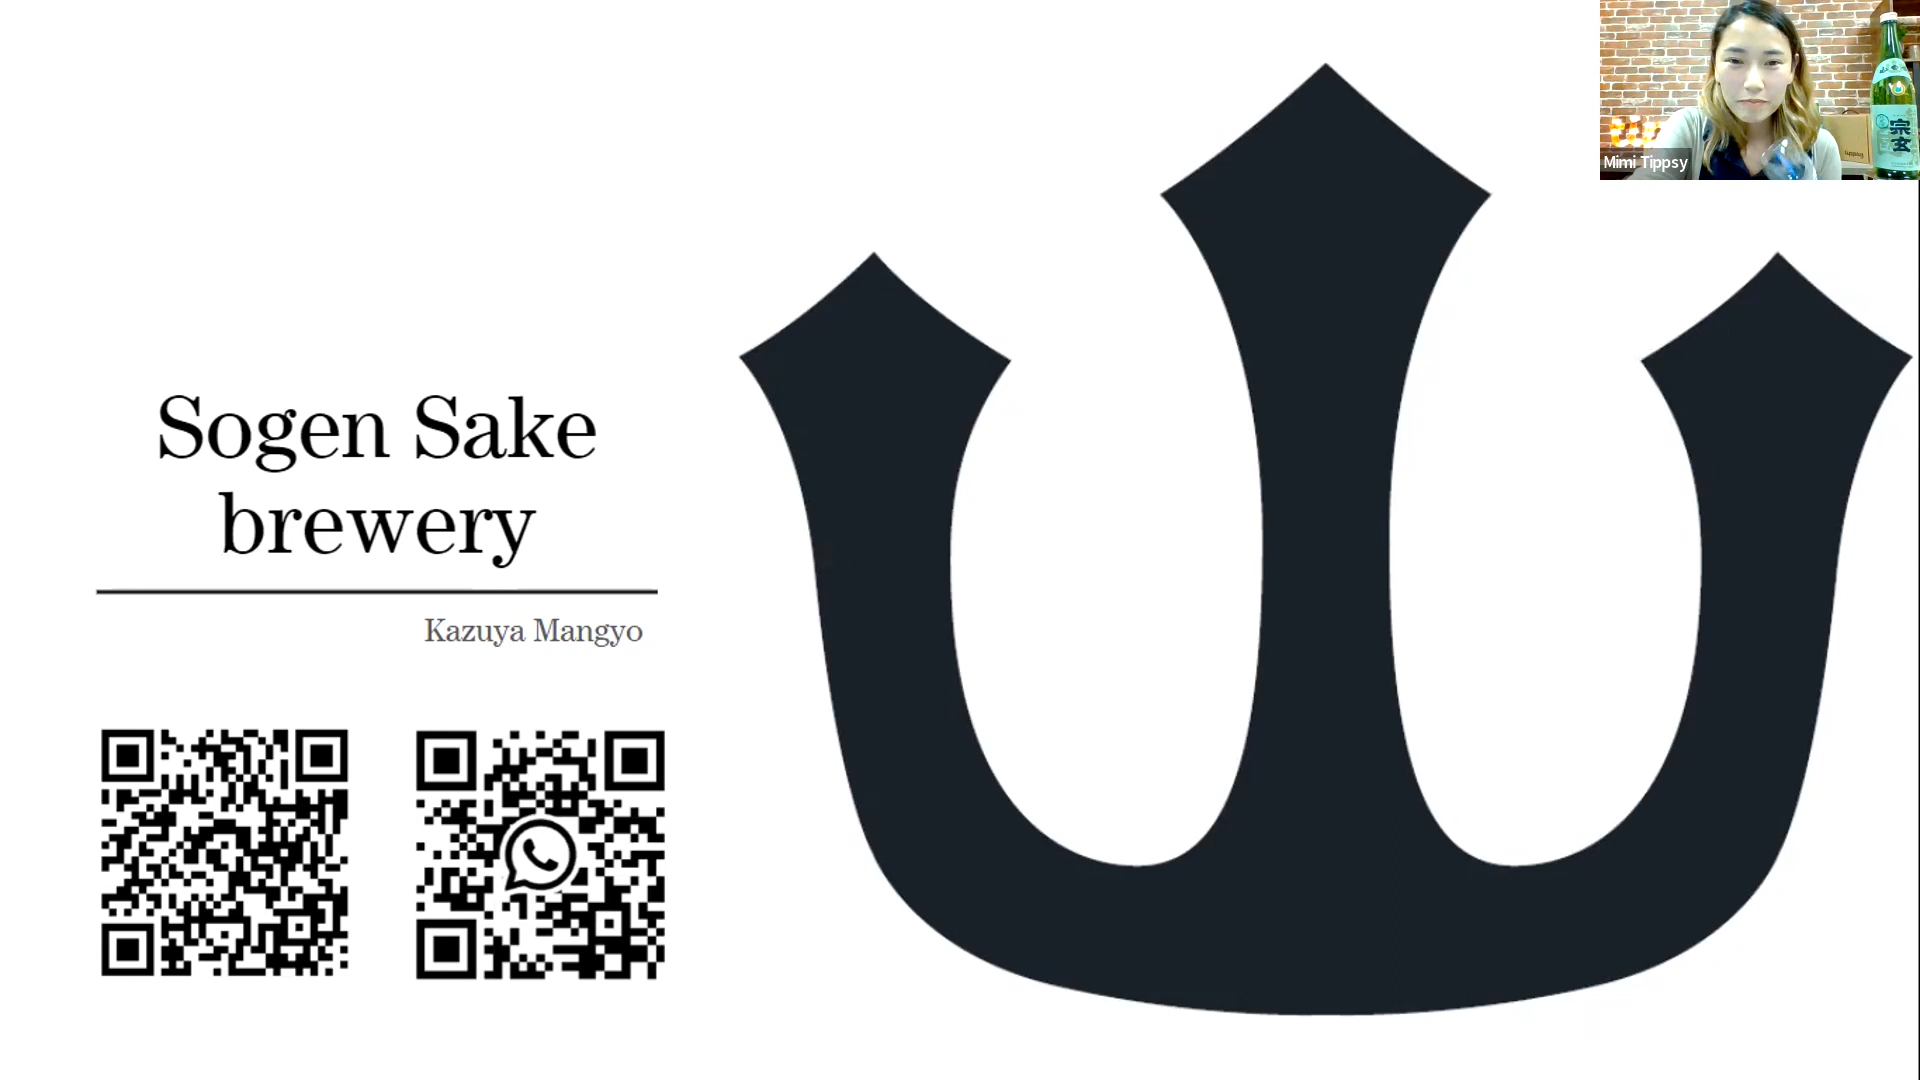 Sogen Sake
brewery
Kazuya Mangyo
Mimi Tippsy
宗玄